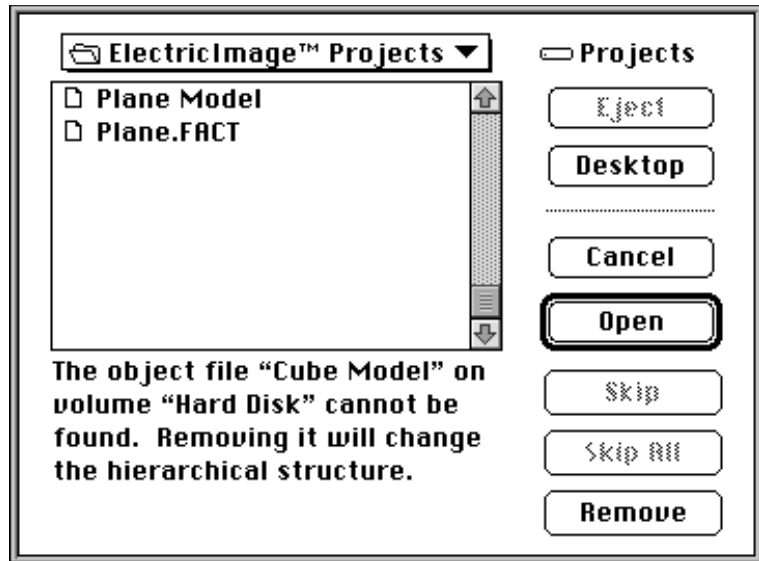 ElectricImage™ Projects
Projects
Plane Model
Plane.FACT
Eject
Desktop
Cancel
Open
Skip
Skip All
Remove
The object file “Cube Model” on
volume “Hard Disk” cannot be
found.  Removing it will change
the hierarchical structure.